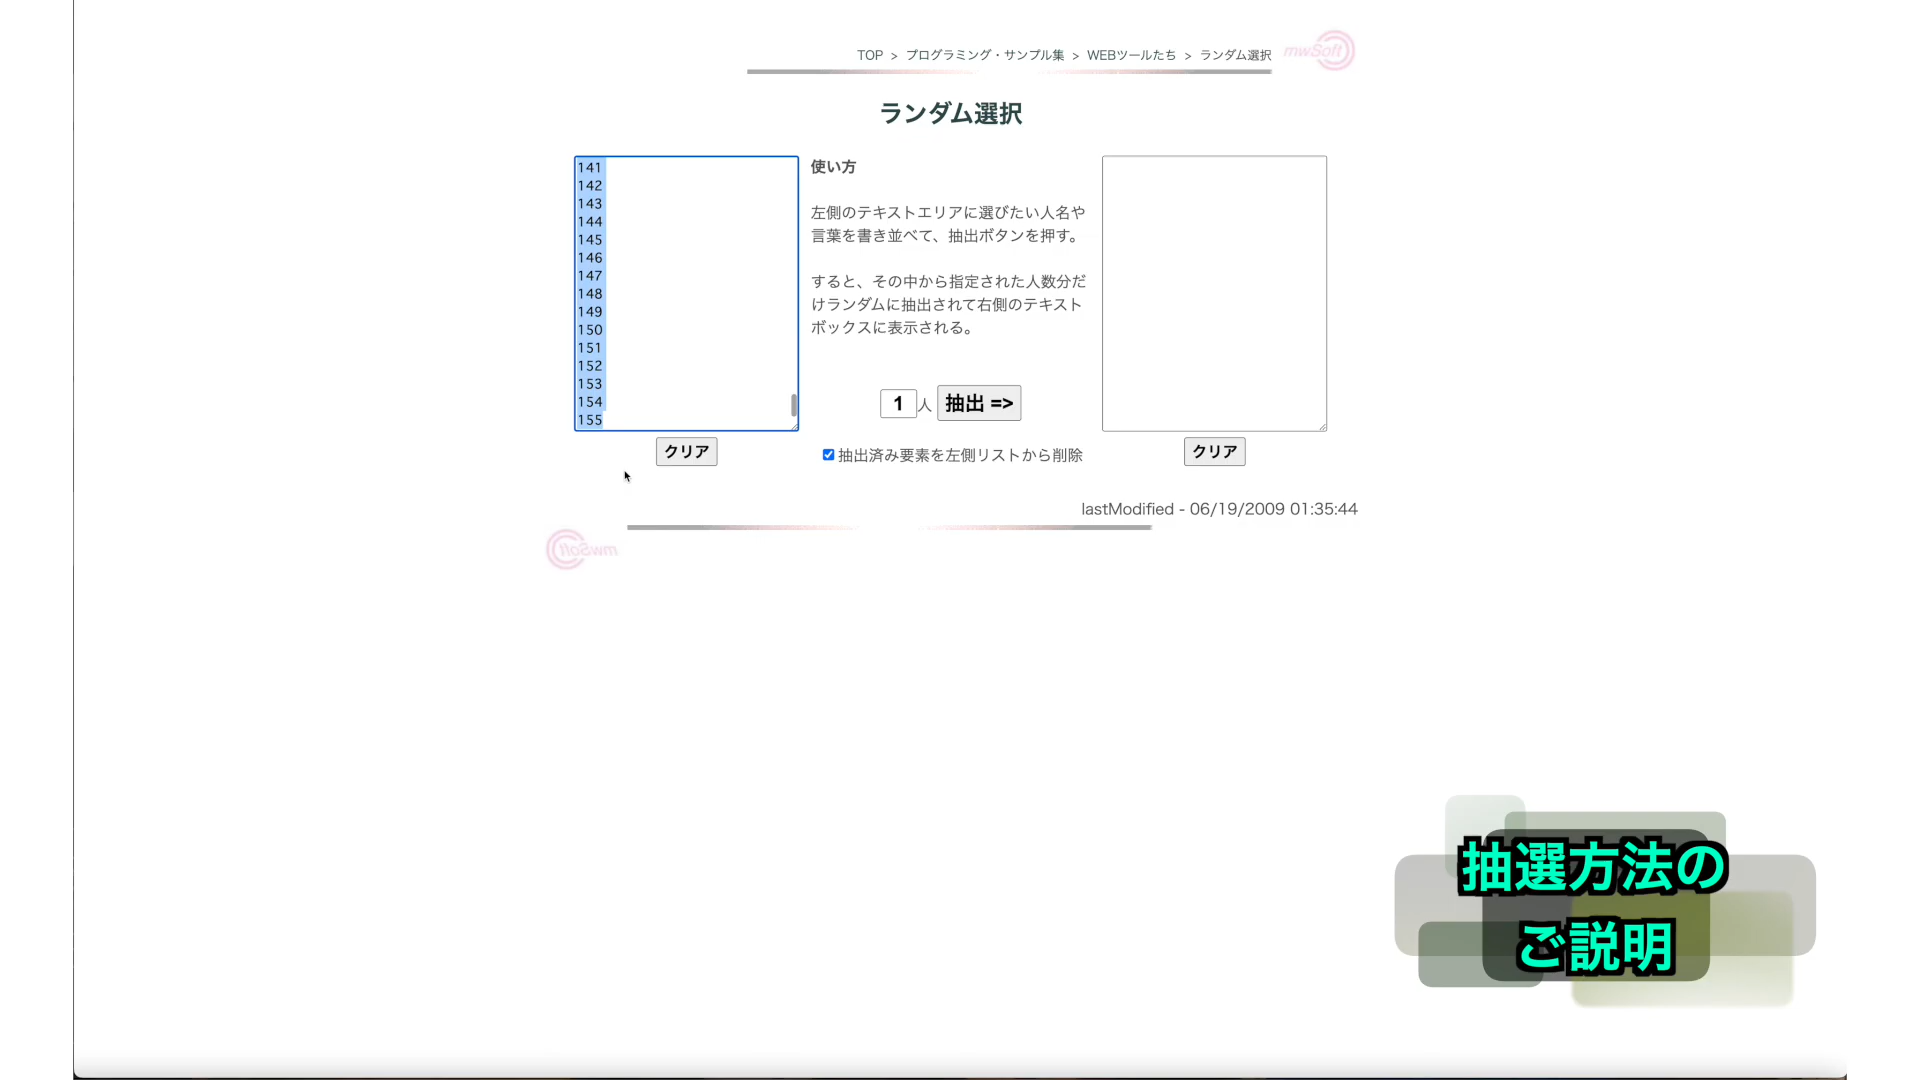 TOP > プログラミング・サンプル集 > WEBツールたち > ランダム選択
mwSoft
ランダム選択
141
142
143
144
145
146
147
148
149
150
151
152
153
154
155
クリア
使い方
左側のテキストエリアに選びたい人名や
言葉を書き並べて、抽出ボタンを押す。
すると、その中から指定された人数分だ
けランダムに抽出されて右側のテキスト
ボックスに表示される。
1 人 抽出 =>
抽出済み要素を左側リストから削除
クリア
lastModified - 06/19/2009 01:35:44
mwSoft
抽選方法の
ご説明